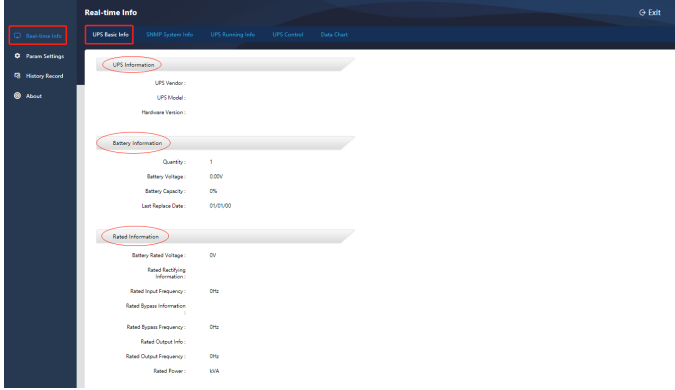 Real-time Info
Exit
Real-time Info
Param Settings
History Record
About
UPS Basic Info
SNMP System Info
UPS Running Info
UPS Control
Data Chart
UPS Information
UPS Vendor :
UPS Model :
Hardware Version :
Battery Information
Quantity : 1
Battery Voltage : 0.00V
Battery Capacity : 0%
Last Replace Date : 01/01/00
Rated Information
Battery Rated Voltage : 0V
Rated Rectifying
Information :
Rated Input Frequency : 0Hz
Rated Bypass Information
:
Rated Bypass Frequency : 0Hz
Rated Output Info :
Rated Output Frequency : 0Hz
Rated Power : kVA